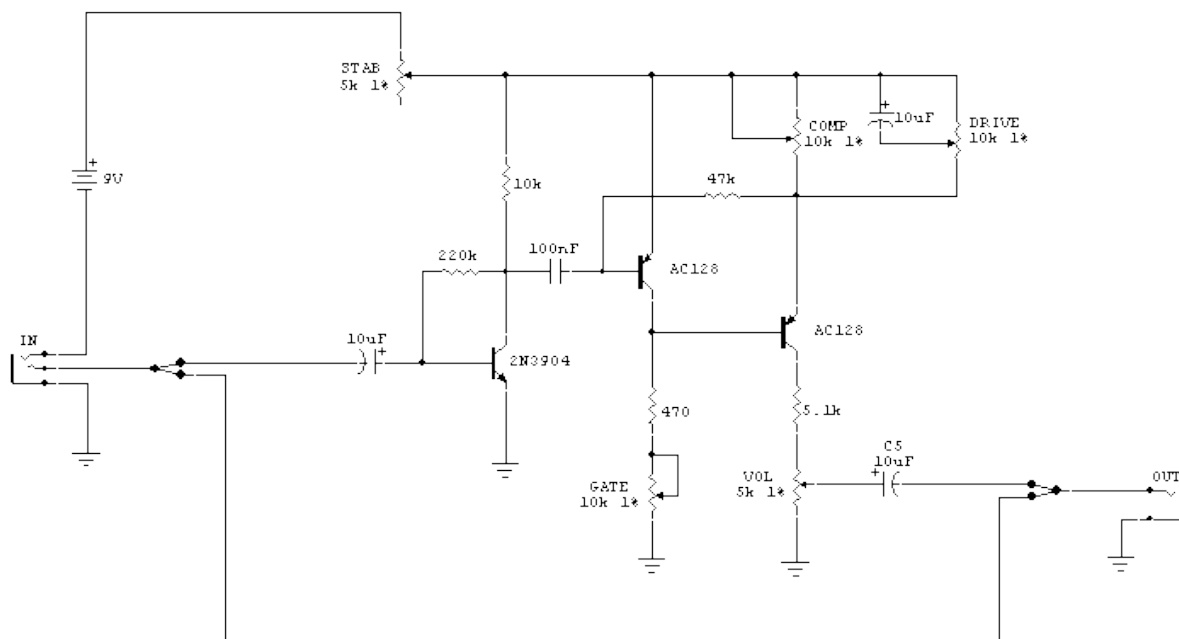 STAB
5k 1%
+
10uF
DRIVE
10k 1%
COMP
10k 1%
+
9V
10k
47k
220k
100nF
AC128
IN
10uF
+
2N3904
AC128
470
5.1k
C5
10uF
+
GATE
10k 1%
VOL
5k 1%
OUT